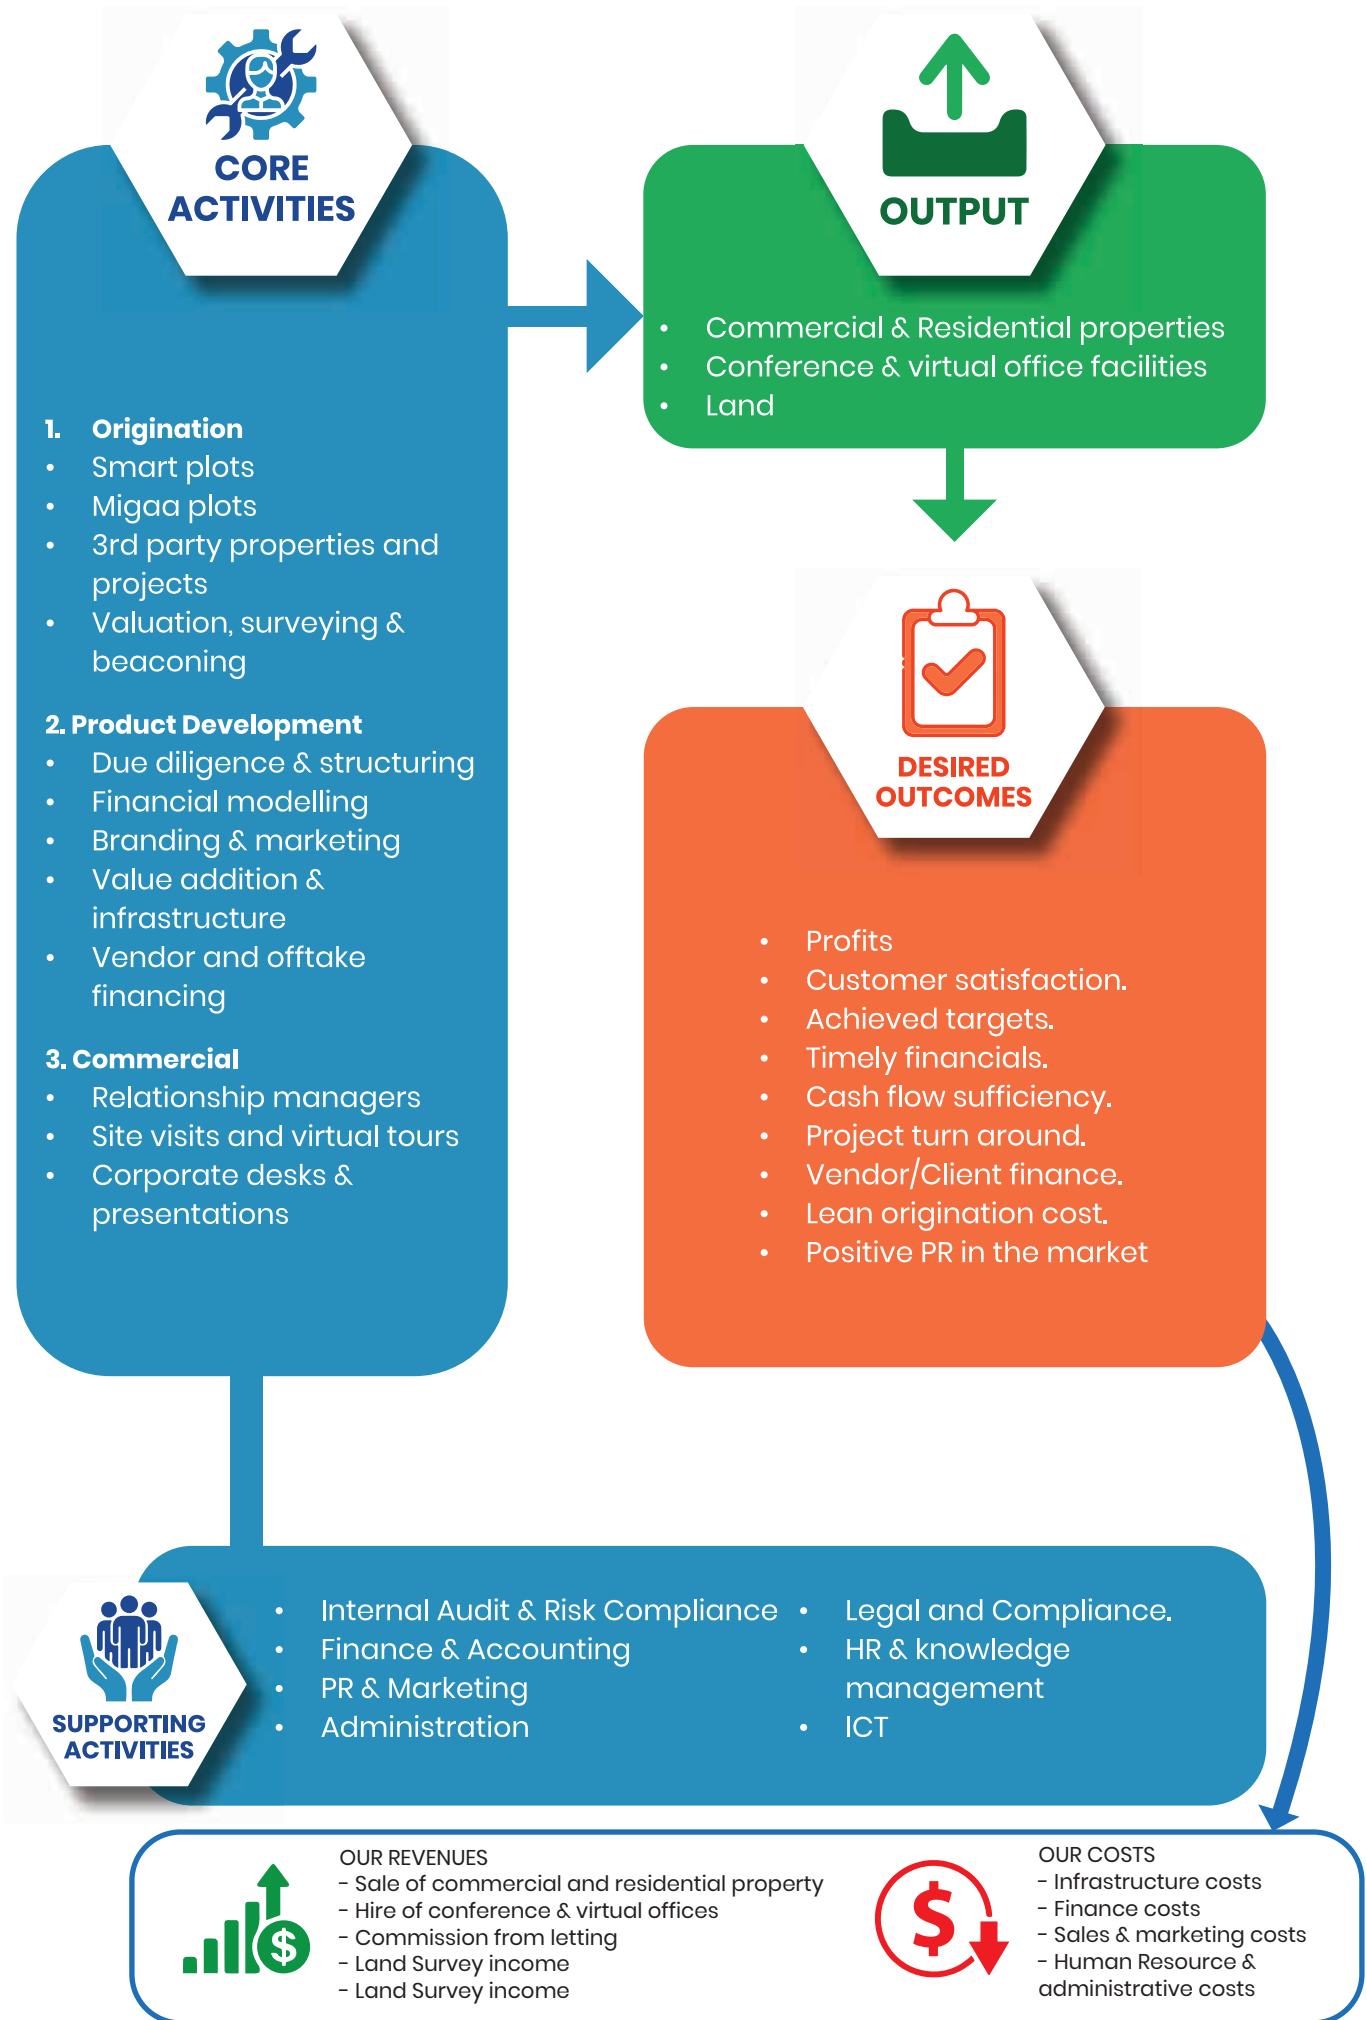 CORE
ACTIVITIES
1. Origination
• Smart plots
• Migaa plots
• 3rd party properties and
projects
• Valuation, surveying &
beaconing
2. Product Development
• Due diligence & structuring
• Financial modelling
• Branding & marketing
• Value addition &
infrastructure
• Vendor and offtake
financing
3. Commercial
• Relationship managers
• Site visits and virtual tours
• Corporate desks &
presentations
OUTPUT
• Commercial & Residential properties
• Conference & virtual office facilities
• Land
DESIRED
OUTCOMES
• Profits
• Customer satisfaction.
• Achieved targets.
• Timely financials.
• Cash flow sufficiency.
• Project turn around.
• Vendor/Client finance.
• Lean origination cost.
• Positive PR in the market
SUPPORTING
ACTIVITIES
• Internal Audit & Risk Compliance
• Finance & Accounting
• PR & Marketing
• Administration
• Legal and Compliance.
• HR & knowledge
management
• ICT
OUR REVENUES
- Sale of commercial and residential property
- Hire of conference & virtual offices
- Commission from letting
- Land Survey income
- Land Survey income
$
$
OUR COSTS
- Infrastructure costs
- Finance costs
- Sales & marketing costs
- Human Resource &
administrative costs